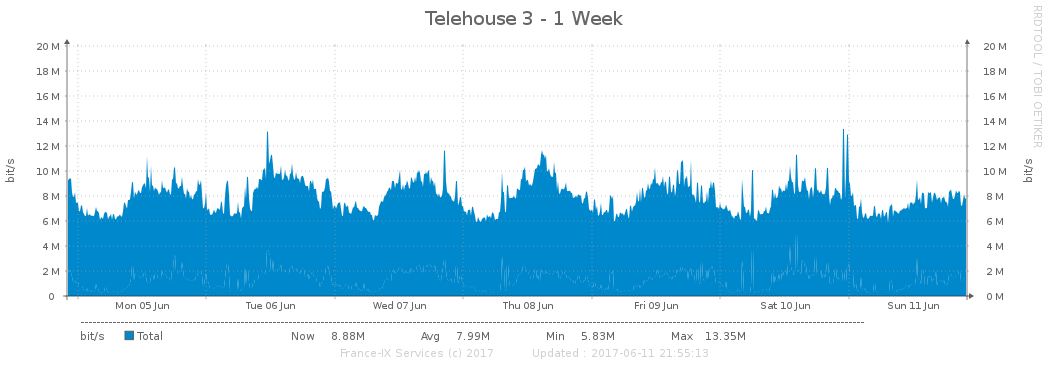 Telehouse 3 - 1 Week
RRDTOOL / TOBI OETIKER
bit/s
20 M 20 M
18 M 18 M
16 M 16 M
14 M 14 M
12 M 12 M
10 M 10 M
8 M 8 M
6 M 6 M
4 M 4 M
2 M 2 M
0 0 M
bit/s
Mon 05 Jun Tue 06 Jun Wed 07 Jun Thu 08 Jun Fri 09 Jun Sat 10 Jun Sun 11 Jun
bit/s Total Now 8.88M Avg 7.99M Min 5.83M Max 13.35M
France-IX Services (c) 2017 Updated : 2017-06-11 21:55:13